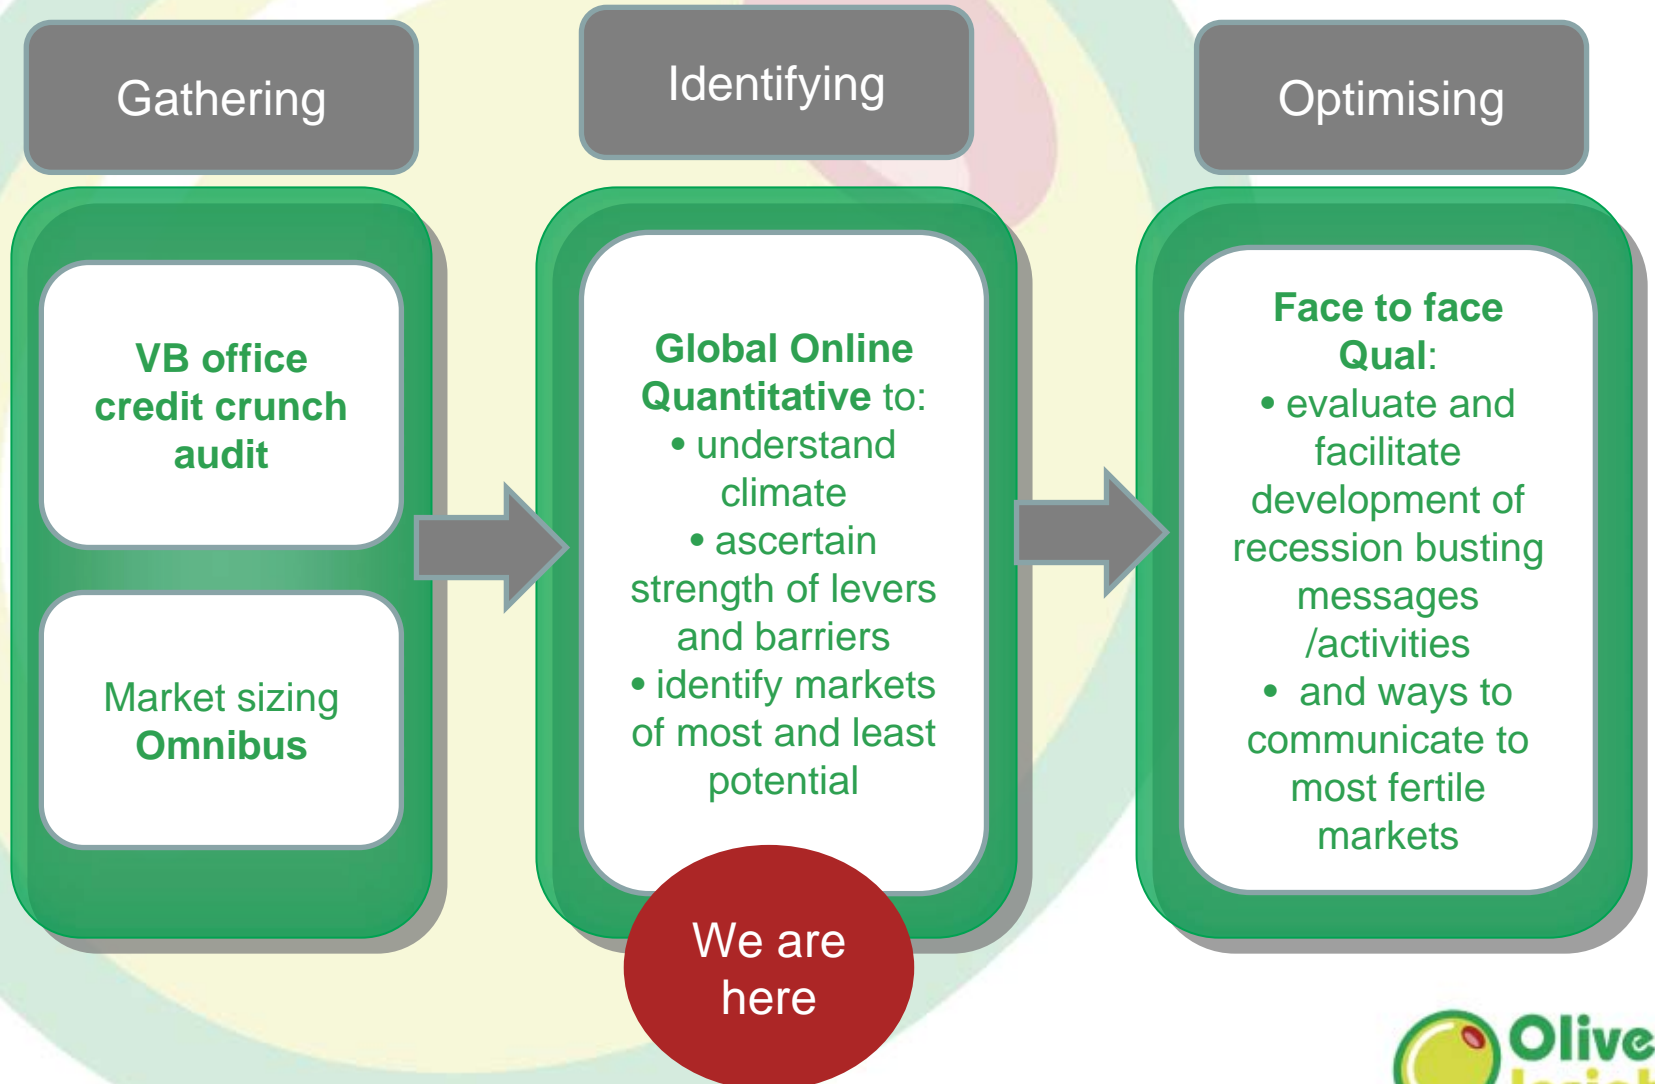 Gathering
Identifying
Optimising
VB office
credit crunch
audit
Market sizing
Omnibus
Global Online
Quantitative to:
• understand
climate
• ascertain
strength of levers
and barriers
• identify markets
of most and least
potential
We are
here
Face to face
Qual:
• evaluate and
facilitate
development of
recession busting
messages
/activities
• and ways to
communicate to
most fertile
markets
Olive